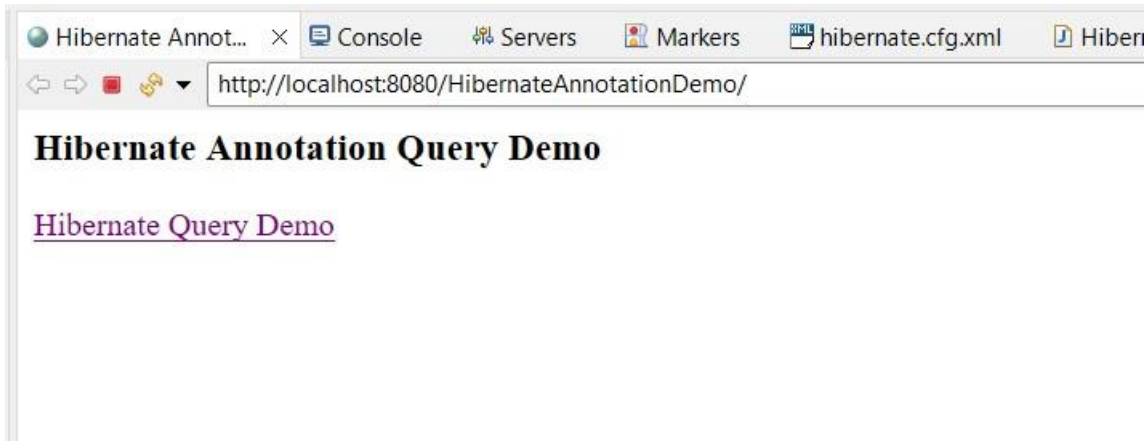 Hibernate Annot... Console Servers Markers hibernate.cfg.xml Hibern
http://localhost:8080/HibernateAnnotationDemo/
Hibernate Annotation Query Demo
Hibernate Query Demo